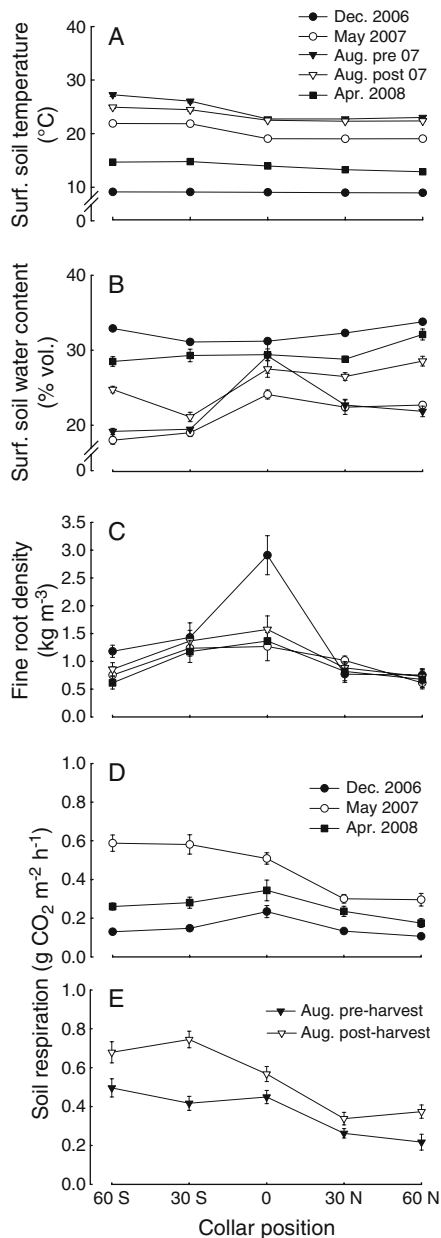 A
Dec. 2006
May 2007
Aug. pre 07
Aug. post 07
Apr. 2008
Surf. soil temperature
(°C)
40
30
20
10
0
B
Surf. soil water content
(% vol.)
40
30
20
0
C
Fine root density
(kg m-3)
3.5
3.0
2.5
2.0
1.5
1.0
0.5
0.0
D
Dec. 2006
May 2007
Apr. 2008
1.0
0.8
0.6
0.4
0.2
0.0
Soil respiration (g CO2 m-2 h-1)
E
Aug. pre-harvest
Aug. post-harvest
1.0
0.8
0.6
0.4
0.2
0.0
60 S 30 S 0 30 N 60 N
Collar position